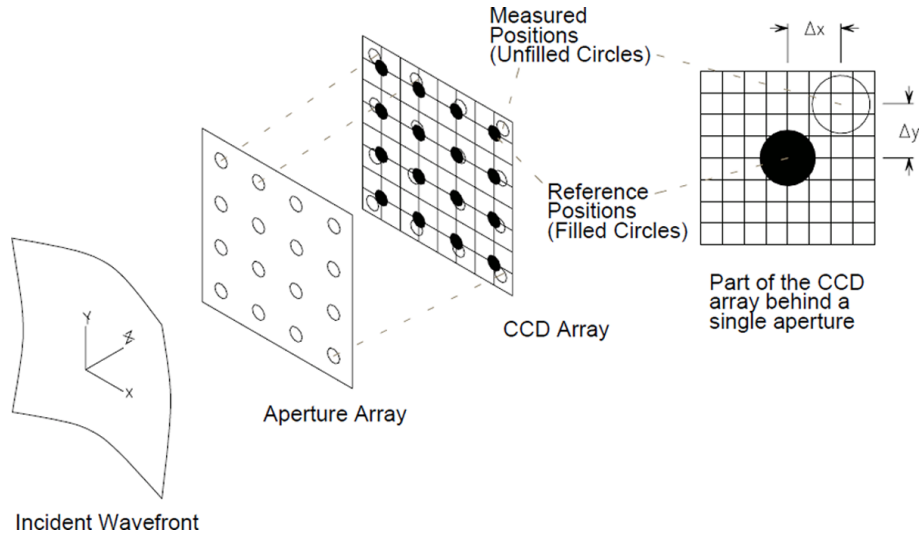 Measured
Positions
(Unfilled Circles)
Δx
Δy
Reference
Positions
(Filled Circles)
Part of the CCD
array behind a
single aperture
CCD Array
Y
Z
X
Aperture Array
Incident Wavefront